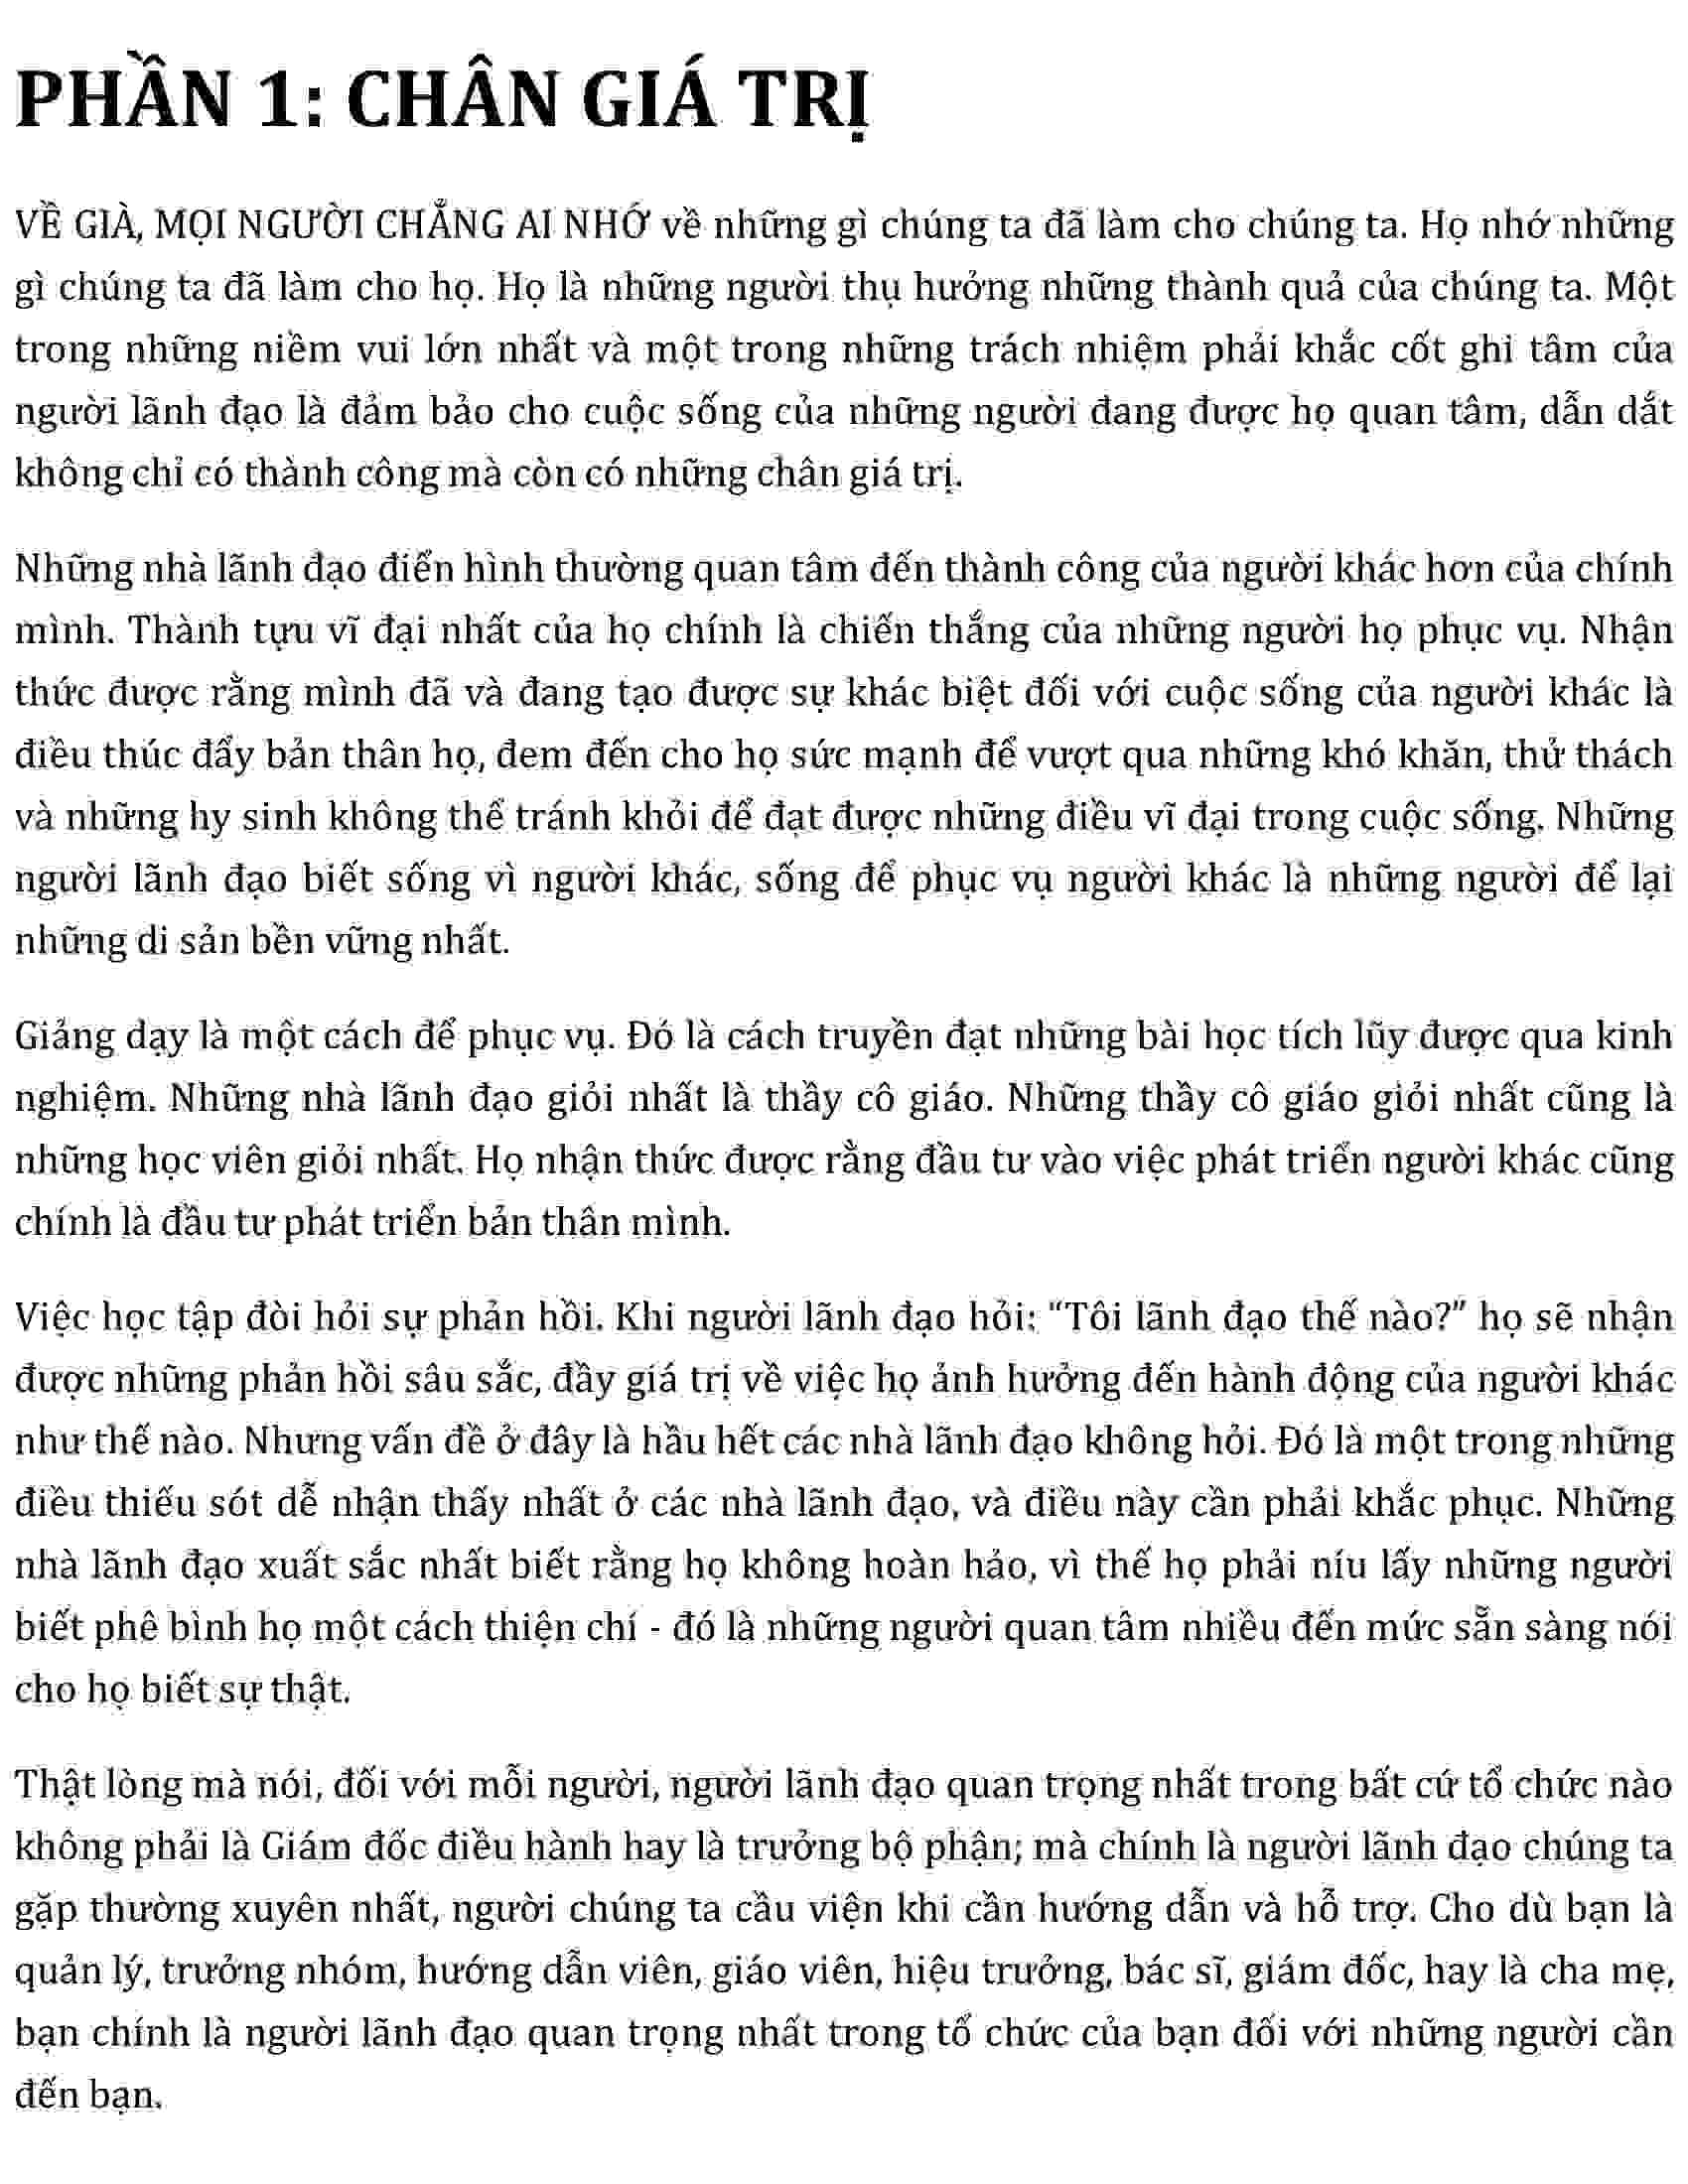 PHẦN 1: CHÂN GIÁ TRỊ
VỀ GIÀ, MỌI NGƯỜI CHẲNG AI NHỚ về những gì chúng ta đã làm cho chúng ta. Họ nhớ những
gì chúng ta đã làm cho họ. Họ là những người thụ hưởng những thành quả của chúng ta. Một
trong những niềm vui lớn nhất và một trong những trách nhiệm phải khắc cốt ghi tâm của
người lãnh đạo là đảm bảo cho cuộc sống của những người đang được họ quan tâm, dẫn dắt
không chỉ có thành công mà còn có những chân giá trị.
Những nhà lãnh đạo điển hình thường quan tâm đến thành công của người khác hơn của chính
mình. Thành tựu vĩ đại nhất của họ chính là chiến thắng của những người họ phục vụ. Nhận
thức được rằng mình đã và đang tạo được sự khác biệt đối với cuộc sống của người khác là
điều thúc đẩy bản thân họ, đem đến cho họ sức mạnh để vượt qua những khó khăn, thử thách
và những hy sinh không thể tránh khỏi để đạt được những điều vĩ đại trong cuộc sống. Những
người lãnh đạo biết sống vì người khác, sống để phục vụ người khác là những người để lại
những di sản bền vững nhất.
Giảng dạy là một cách để phục vụ. Đó là cách truyền đạt những bài học tích lũy được qua kinh
nghiệm. Những nhà lãnh đạo giỏi nhất là thầy cô giáo. Những thầy cô giáo giỏi nhất cũng là
những học viên giỏi nhất. Họ nhận thức được rằng đầu tư vào việc phát triển người khác cũng
chính là đầu tư phát triển bản thân mình.
Việc học tập đòi hỏi sự phản hồi. Khi người lãnh đạo hỏi: “Tôi lãnh đạo thế nào?” họ sẽ nhận
được những phản hồi sâu sắc, đầy giá trị về việc họ ảnh hưởng đến hành động của người khác
như thế nào. Nhưng vấn đề ở đây là hầu hết các nhà lãnh đạo không hỏi. Đó là một trong những
điều thiếu sót dễ nhận thấy nhất ở các nhà lãnh đạo, và điều này cần phải khắc phục. Những
nhà lãnh đạo xuất sắc nhất biết rằng họ không hoàn hảo, vì thế họ phải níu lấy những người
biết phê bình họ một cách thiện chí - đó là những người quan tâm nhiều đến mức sẵn sàng nói
cho họ biết sự thật.
Thật lòng mà nói, đối với mỗi người, người lãnh đạo quan trọng nhất trong bất cứ tổ chức nào
không phải là Giám đốc điều hành hay là trưởng bộ phận; mà chính là người lãnh đạo chúng ta
gặp thường xuyên nhất, người chúng ta cầu viện khi cần hướng dẫn và hỗ trợ. Cho dù bạn là
quản lý, trưởng nhóm, hướng dẫn viên, giáo viên, hiệu trưởng, bác sĩ, giám đốc, hay là cha mẹ,
bạn chính là người lãnh đạo quan trọng nhất trong tổ chức của bạn đối với những người cần
đến bạn.